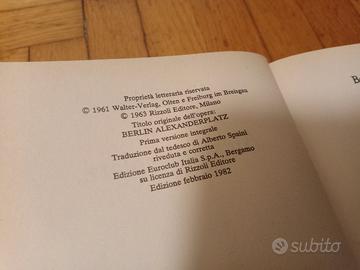 Proprietà letteraria riservata
© 1961 Walter-Verlag, Olten e Freiburg im Breisgau
© 1963 Rizzoli Editore, Milano
Titolo originale dell'opera:
BERLIN ALEXANDERPLATZ
Prima versione integrale
Traduzione dal tedesco di Alberto Spaini
riveduta e corretta
Edizione Euroclub Italia S.p.A., Bergamo
su licenza di Rizzoli Editore
Edizione febbraio 1982
subito